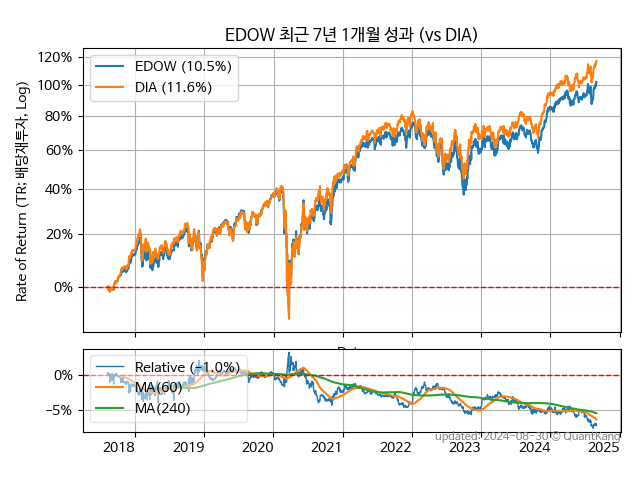 EDOW 최근 7년 1개월 성과 (vs DIA)
Rate of Return (TR: 배당재투자, Log)
120%
100%
80%
60%
40%
20%
0%
EDOW (10.5%)
DIA (11.6%)
0%
−5%
Relative (−1.0%)
MA(60)
MA(240)
updated: 2024-08-30 © QuantKang
2018
2019
2020
2021
2022
2023
2024
2025